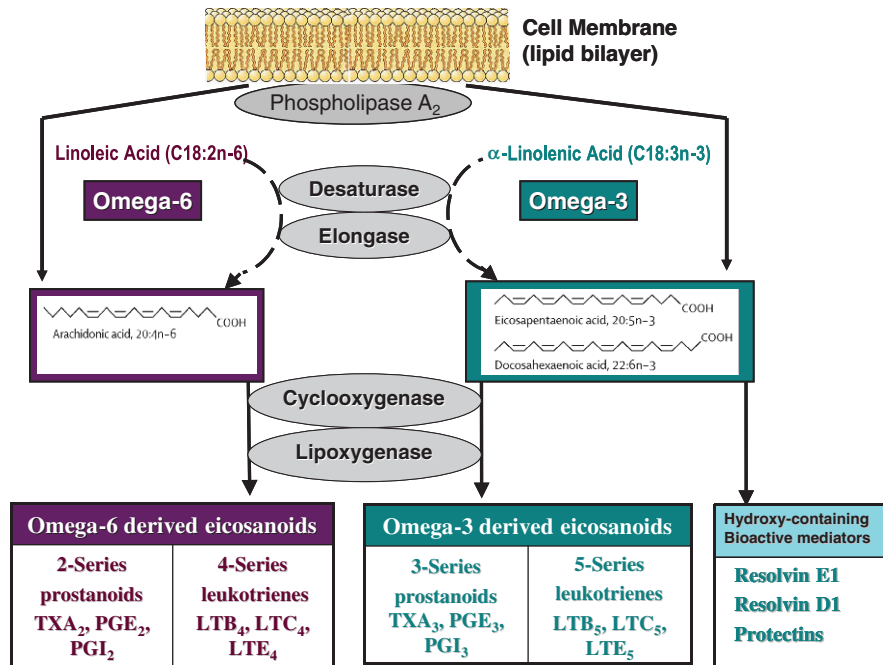 Cell Membrane
(lipid bilayer)
Phospholipase A₂
Linoleic Acid (C18:2n-6)
α-Linolenic Acid (C18:3n-3)
Omega-6
Desaturase
Omega-3
Elongase
COOH
Arachidonic acid, 20:4n-6
COOH
Eicosapentaenoic acid, 20:5n-3
COOH
Docosahexaenoic acid, 22:6n-3
Cyclooxygenase
Lipoxygenase
Omega-6 derived eicosanoids
2-Series
prostanoids
TXA₂, PGE₂,
PGI₂
4-Series
leukotrienes
LTB₄, LTC₄,
LTE₄
Omega-3 derived eicosanoids
3-Series
prostanoids
TXA₃, PGE₃,
PGI₃
5-Series
leukotrienes
LTB₅, LTC₅,
LTE₅
Hydroxy-containing
Bioactive mediators
Resolvin E1
Resolvin D1
Protectins